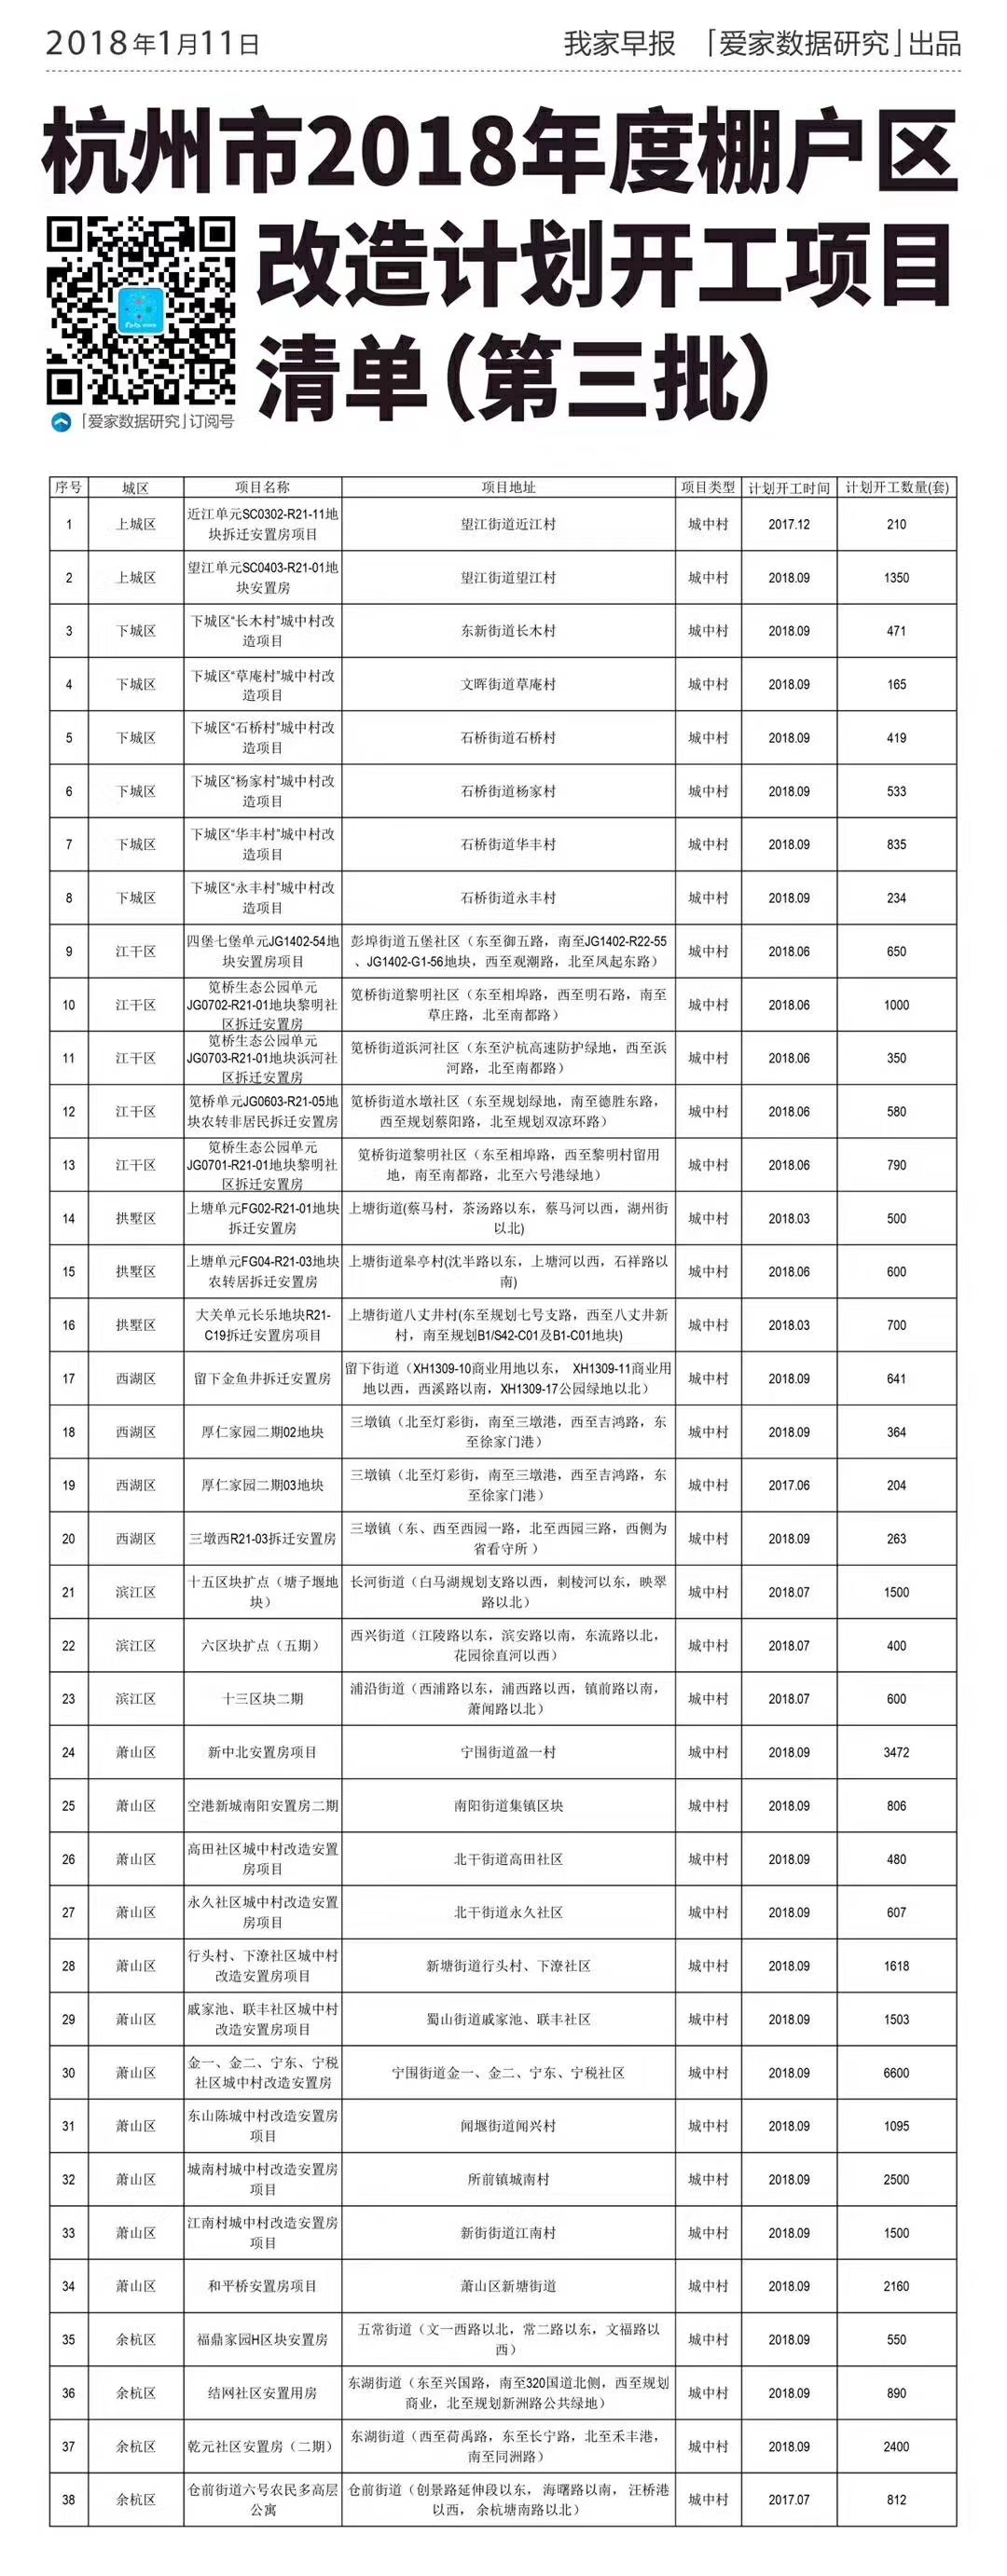 2018年1月11日
我家早报 「爱家数据研究」出品
杭州市2018年度棚户区
改造计划开工项目
清单（第三批）
「爱家数据研究」订阅号
序号 城区 项目名称 项目地址 项目类型 计划开工时间 计划开工数量(套)
1 上城区 近江单元SC0302-R21-11地
块拆迁安置房项目 望江街道近江村 城中村 2017.12 210
2 上城区 望江单元SC0403-R21-01地
块安置房 望江街道望江村 城中村 2018.09 1350
3 下城区 下城区“长木村”城中村改
造项目 东新街道长木村 城中村 2018.09 471
4 下城区 下城区“草庵村”城中村改
造项目 文晖街道草庵村 城中村 2018.09 165
5 下城区 下城区“石桥村”城中村改
造项目 石桥街道石桥村 城中村 2018.09 419
6 下城区 下城区“杨家村”城中村改
造项目 石桥街道杨家村 城中村 2018.09 533
7 下城区 下城区“华丰村”城中村改
造项目 石桥街道华丰村 城中村 2018.09 835
8 下城区 下城区“永丰村”城中村改
造项目 石桥街道永丰村 城中村 2018.09 234
9 江干区 四堡七堡单元JG1402-54地
块安置房项目 彭埠街道五堡社区（东至御五路，南至JG1402-R22-55
、JG1402-G1-56地块，西至观潮路，北至凤起东路） 城中村 2018.06 650
10 江干区 笕桥生态公园单元
JG0702-R21-01地块黎明社
区拆迁安置房 笕桥街道黎明社区（东至相埠路，西至明石路，南至
草庄路，北至南都路） 城中村 2018.06 1000
11 江干区 笕桥生态公园单元
JG0703-R21-01地块浜河社
区拆迁安置房 笕桥街道浜河社区（东至沪杭高速防护绿地，西至浜
河路，北至南都路） 城中村 2018.06 350
12 江干区 笕桥单元JG0603-R21-05地
块农转非居民拆迁安置房 笕桥街道水墩社区（东至规划绿地，南至德胜东路，
西至规划蔡阳路，北至规划双凉环路） 城中村 2018.06 580
13 江干区 笕桥生态公园单元
JG0701-R21-01地块黎明社
区拆迁安置房 笕桥街道黎明社区（东至相埠路，西至黎明村留用
地，南至南都路，北至六号港绿地） 城中村 2018.06 790
14 拱墅区 上塘单元FG02-R21-01地块
拆迁安置房 上塘街道(蔡马村，茶汤路以东，蔡马河以西，湖州街
以北) 城中村 2018.03 500
15 拱墅区 上塘单元FG04-R21-03地块
农转居拆迁安置房 上塘街道皋亭村(沈半路以东，上塘河以西，石祥路以
南) 城中村 2018.06 600
16 拱墅区 大关单元长乐地块R21-
C19拆迁安置房项目 上塘街道八丈井村(东至规划七号支路，西至八丈井新
村，南至规划B1/S42-C01及B1-C01地块) 城中村 2018.03 700
17 西湖区 留下金鱼井拆迁安置房 留下街道（XH1309-10商业用地以东， XH1309-11商业用
地以西，西溪路以南，XH1309-17公园绿地以北） 城中村 2018.09 641
18 西湖区 厚仁家园二期02地块 三墩镇（北至灯彩街，南至三墩港，西至吉鸿路，东
至徐家门港） 城中村 2018.09 364
19 西湖区 厚仁家园二期03地块 三墩镇（北至灯彩街，南至三墩港，西至吉鸿路，东
至徐家门港） 城中村 2017.06 204
20 西湖区 三墩西R21-03拆迁安置房 三墩镇（东、西至西园一路，北至西园三路，西侧为
省看守所 ） 城中村 2018.09 263
21 滨江区 十五区块扩点（塘子堰地
块） 长河街道（白马湖规划支路以西，刺棱河以东，映翠
路以北） 城中村 2018.07 1500
22 滨江区 六区块扩点（五期） 西兴街道（江陵路以东，滨安路以南，东流路以北，
花园徐直河以西） 城中村 2018.07 400
23 滨江区 十三区块二期 浦沿街道（西浦路以东，浦西路以西，镇前路以南，
萧闻路以北） 城中村 2018.07 600
24 萧山区 新中北安置房项目 宁围街道盈一村 城中村 2018.09 3472
25 萧山区 空港新城南阳安置房二期 南阳街道集镇区块 城中村 2018.09 806
26 萧山区 高田社区城中村改造安置
房项目 北干街道高田社区 城中村 2018.09 480
27 萧山区 永久社区城中村改造安置
房项目 北干街道永久社区 城中村 2018.09 607
28 萧山区 行头村、下潦社区城中村
改造安置房项目 新塘街道行头村、下潦社区 城中村 2018.09 1618
29 萧山区 戚家池、联丰社区城中村
改造安置房项目 蜀山街道戚家池、联丰社区 城中村 2018.09 1503
30 萧山区 金一、金二、宁东、宁税
社区城中村改造安置房 宁围街道金一、金二、宁东、宁税社区 城中村 2018.09 6600
31 萧山区 东山陈城中村改造安置房
项目 闻堰街道闻兴村 城中村 2018.09 1095
32 萧山区 城南村城中村改造安置房
项目 所前镇城南村 城中村 2018.09 2500
33 萧山区 江南村城中村改造安置房
项目 新街街道江南村 城中村 2018.09 1500
34 萧山区 和平桥安置房项目 萧山区新塘街道 城中村 2018.09 2160
35 余杭区 福鼎家园H区块安置房 五常街道（文一西路以北，常二路以东，文福路以
西） 城中村 2018.09 550
36 余杭区 结网社区安置用房 东湖街道（东至兴国路，南至320国道北侧，西至规划
商业，北至规划新洲路公共绿地） 城中村 2018.09 890
37 余杭区 乾元社区安置房（二期） 东湖街道（西至荷禹路，东至长宁路，北至禾丰港，
南至同洲路） 城中村 2018.09 2400
38 余杭区 仓前街道六号农民多高层
公寓 仓前街道（创景路延伸段以东， 海曙路以南， 汪桥港
以西， 余杭塘南路以北） 城中村 2017.07 812